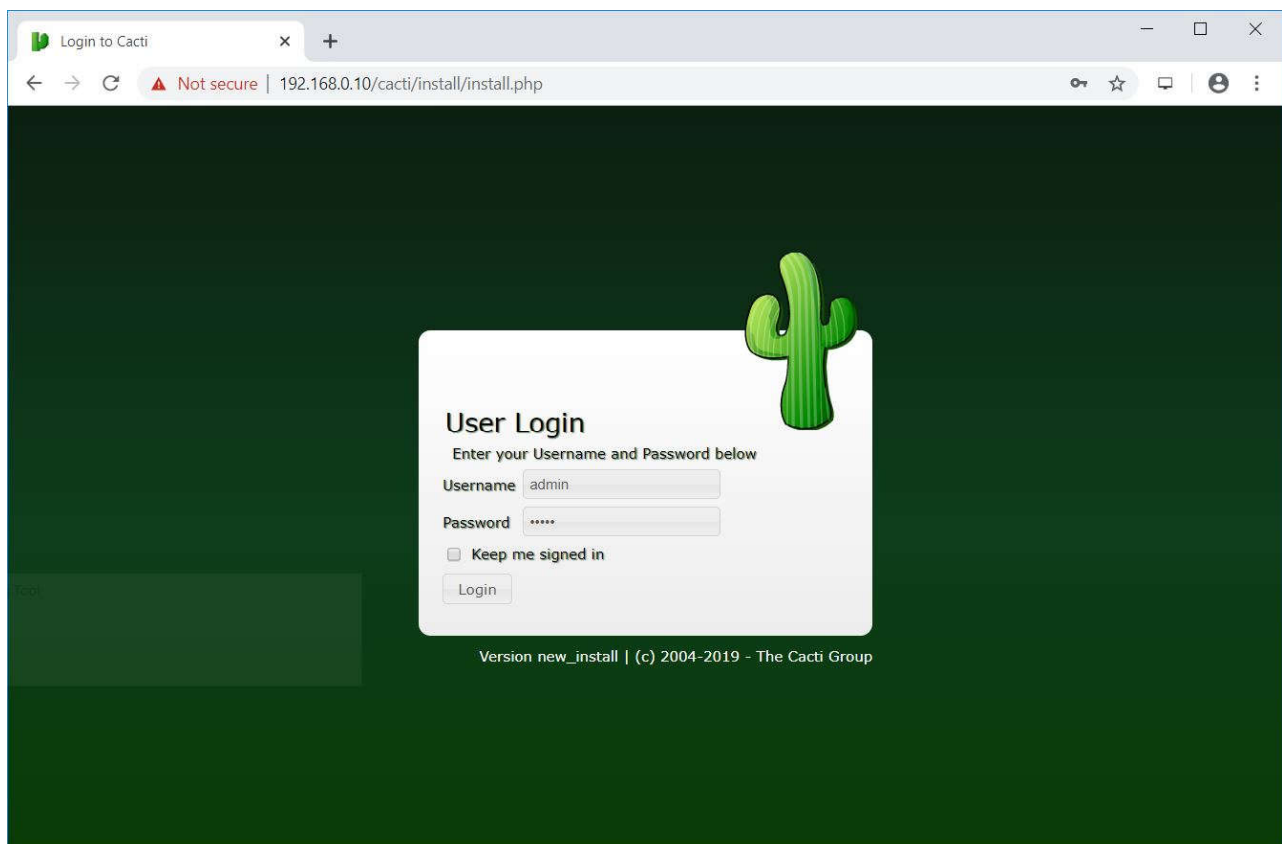 Login to Cacti
Not secure | 192.168.0.10/cacti/install/install.php
User Login
Enter your Username and Password below
Username admin
Password •••••
Keep me signed in
Login
Version new_install | (c) 2004-2019 - The Cacti Group